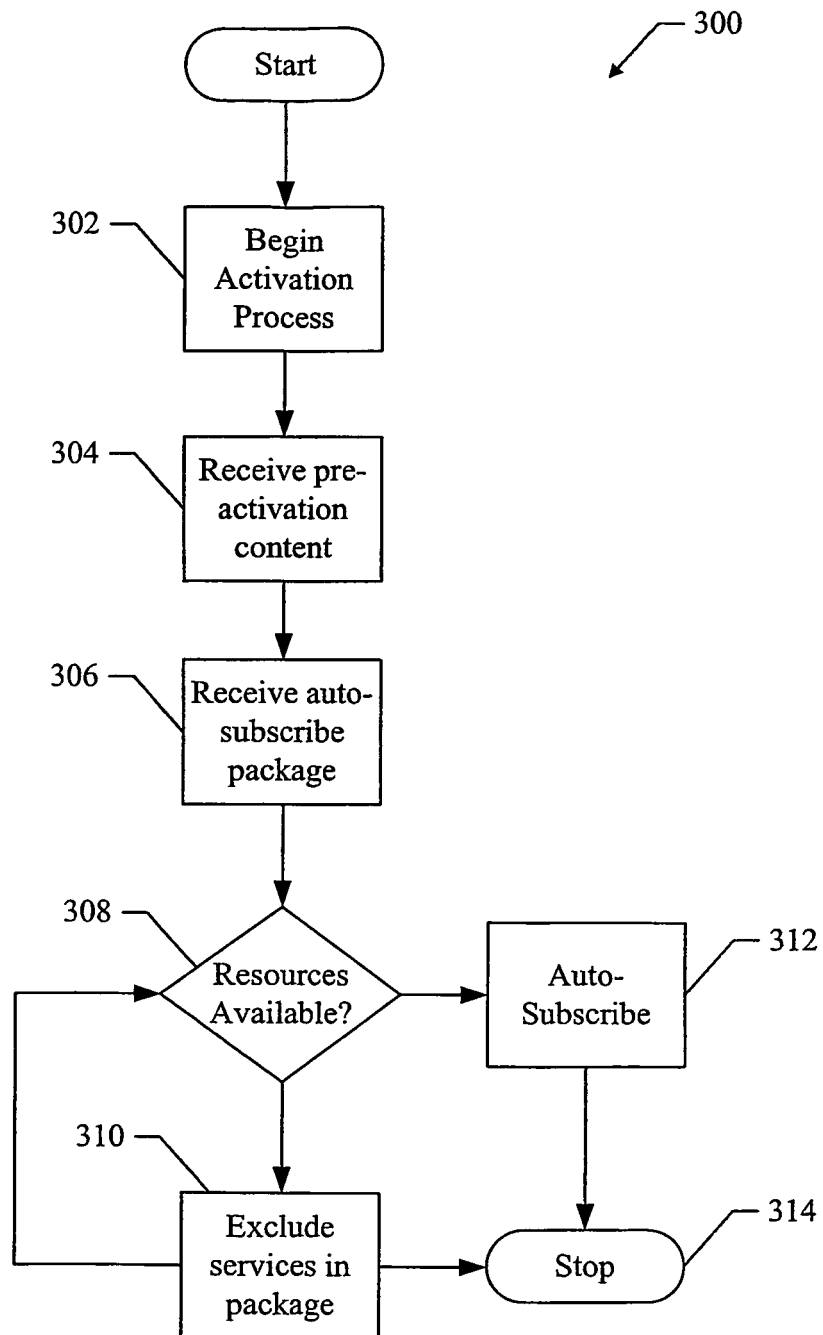 300
Start
302
Begin
Activation
Process
304
Receive pre-
activation
content
306
Receive auto-
subscribe
package
308
Resources
Available?
312
Auto-
Subscribe
310
Exclude
services in
package
314
Stop